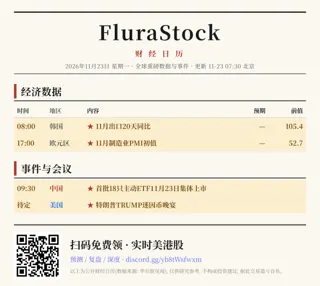 FluraStock
财经日历
2026年11月23日 星期一 · 全球重磅数据与事件 · 更新 11-23 07:30 北京
经济数据
时间 地区 内容 预期 前值
08:00 韩国 ★ 11月出口20天同比 — 105.4
17:00 欧元区 ★ 11月制造业PMI初值 — 52.7
事件与会议
09:30 中国 ★ 首批18只主动ETF11月23日集体上市
待定 美国 ★ 特朗普TRUMP迷因币晚宴
扫码免费领 · 实时美港股
预测 / 复盘 / 深度 · discord.gg/